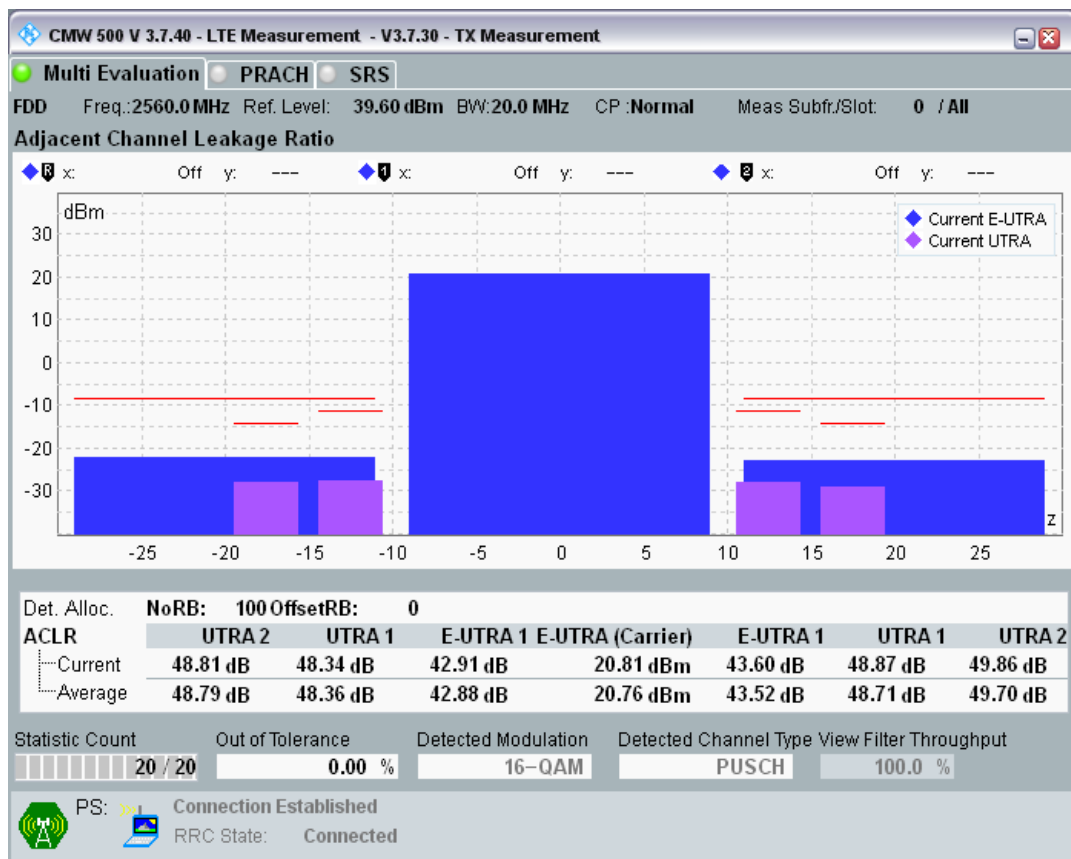 CMW 500 V 3.7.40 - LTE Measurement - V3.7.30 - TX Measurement
Multi Evaluation PRACH SRS
FDD Freq.:2560.0 MHz Ref. Level: 39.60 dBm BW:20.0 MHz CP :Normal Meas Subfr./Slot: 0 / All
Adjacent Channel Leakage Ratio
R x: Off y: --- 1 x: Off y: --- 2 x: Off y: ---
dBm
Current E-UTRA
Current UTRA
30
20
10
0
-10
-20
-30
z
-25 -20 -15 -10 -5 0 5 10 15 20 25
Det. Alloc. NoRB: 100 OffsetRB: 0
ACLR UTRA 2 UTRA 1 E-UTRA 1 E-UTRA (Carrier) E-UTRA 1 UTRA 1 UTRA 2
Current 48.81 dB 48.34 dB 42.91 dB 20.81 dBm 43.60 dB 48.87 dB 49.86 dB
Average 48.79 dB 48.36 dB 42.88 dB 20.76 dBm 43.52 dB 48.71 dB 49.70 dB
Statistic Count Out of Tolerance Detected Modulation Detected Channel Type View Filter Throughput
20 / 20 0.00 % 16-QAM PUSCH 100.0 %
PS: Connection Established
RRC State: Connected